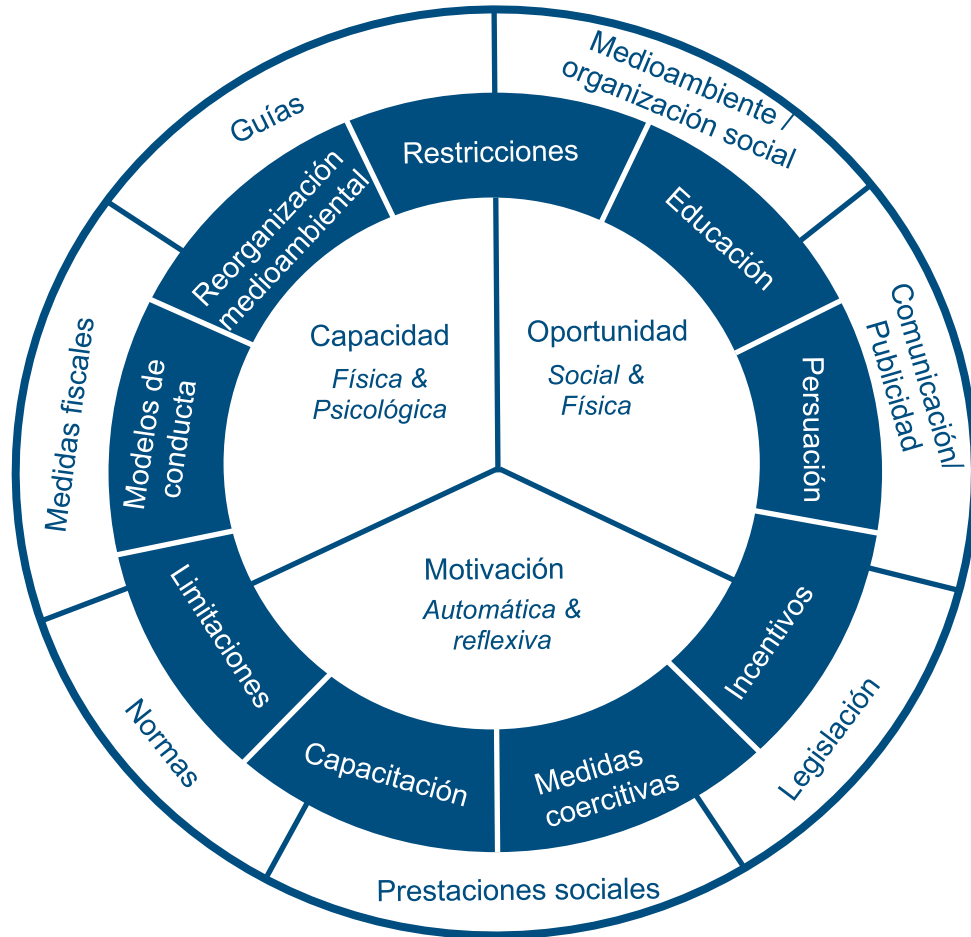 Medioambiente /
organización social
Comunicación/
Publicidad
Legislación
Prestaciones sociales
Normas
Medidas fiscales
Guías
Restricciones
Educación
Persuación
Incentivos
Medidas
coercitivas
Capacitación
Limitaciones
Modelos de
conducta
Reorganización
medioambiental
Capacidad
Física &
Psicológica
Oportunidad
Social &
Física
Motivación
Automática &
reflexiva